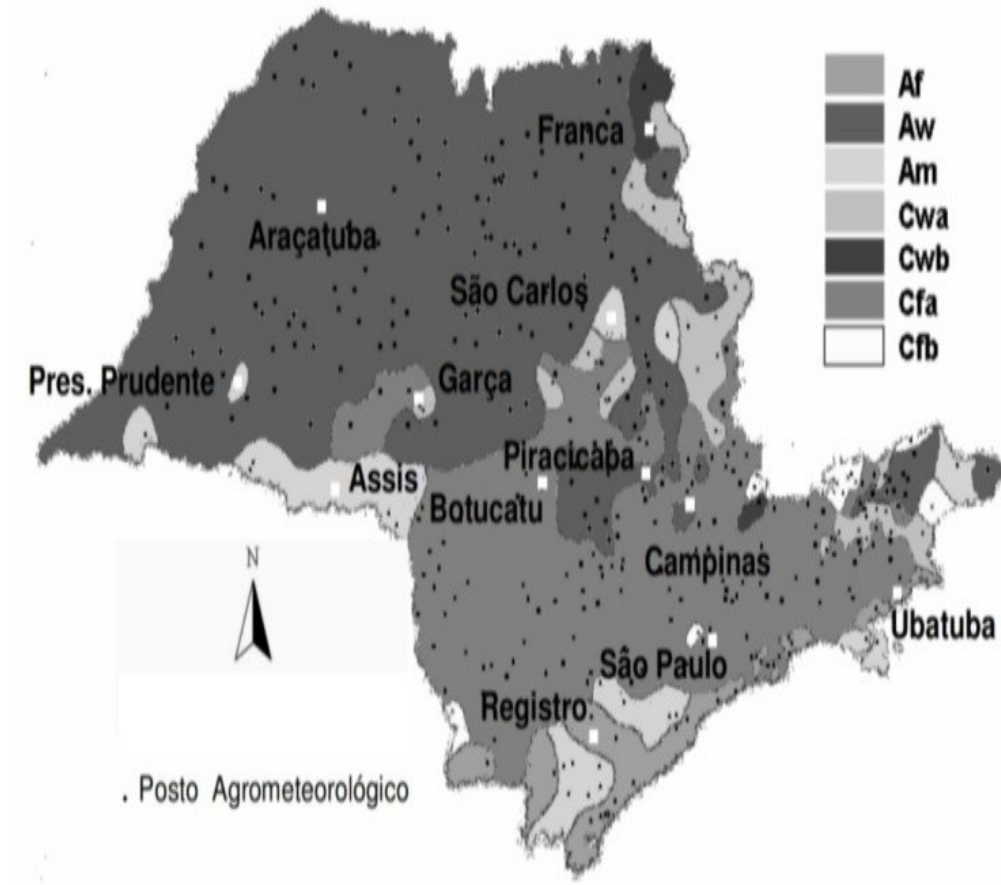 Af
Aw
Am
Cwa
Cwb
Cfa
Cfb
Franca
Araçatuba
São Carlos
Pres. Prudente
Garça
Piracicaba
Assis
Botucatu
Campinas
N
Ubatuba
São Paulo
Registro
. Posto Agrometeorológico